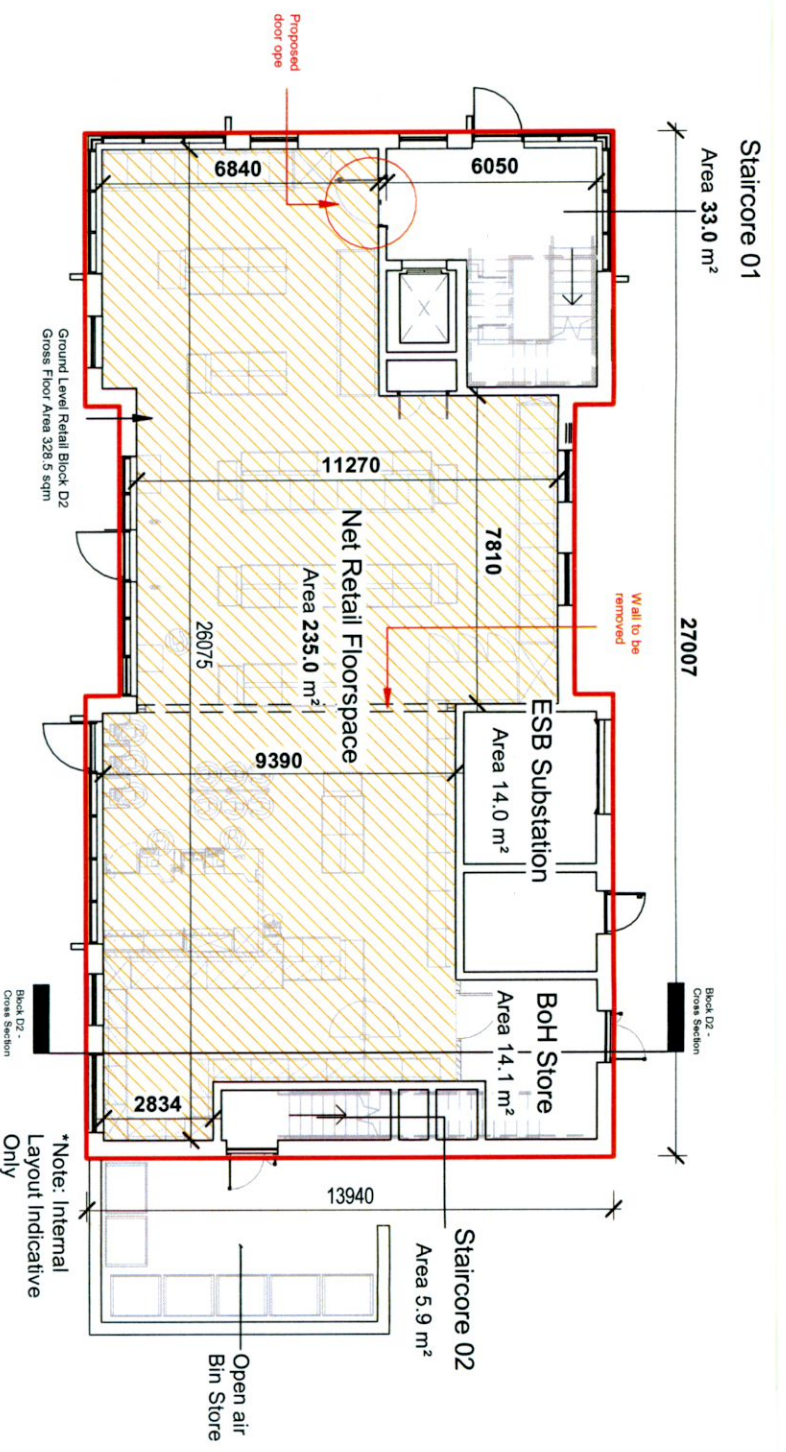 Staircore 01
Area 33.0 m²
Proposed
door ope
6840
6050
27007
Wall to be
removed
11270
7810
Net Retail Floorspace
Area 235.0 m²
26075
Ground Level Retail Block D2
Gross Floor Area 328.5 sqm
9390
ESB Substation
Area 14.0 m²
BoH Store
Area 14.1 m²
Block D2 -
Cross Section
Block D2 -
Cross Section
2834
13940
Staircore 02
Area 5.9 m²
*Note: Internal
Layout Indicative
Only
Open air
Bin Store